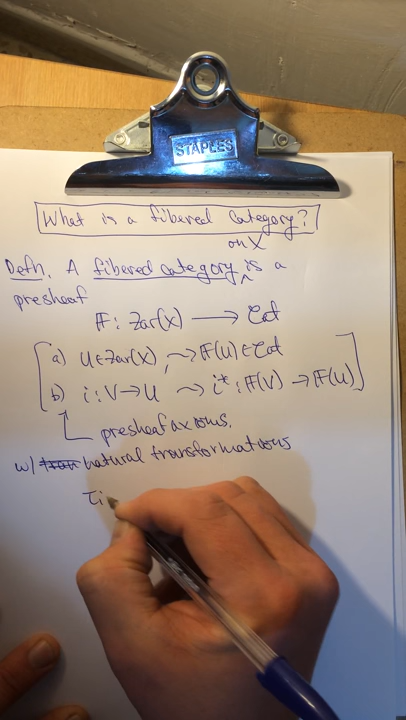 STAPLES
What is a fibered category?
on X
Defn. A fibered category is a
presheaf
F : Zar(X) → Cat
a) U ∈ Zar(X), ⤳ F(U) ∈ Cat
b) i : V → U ⤳ i* : F(V) → F(U)
presheaf axioms.
w/ natural transformations
τi